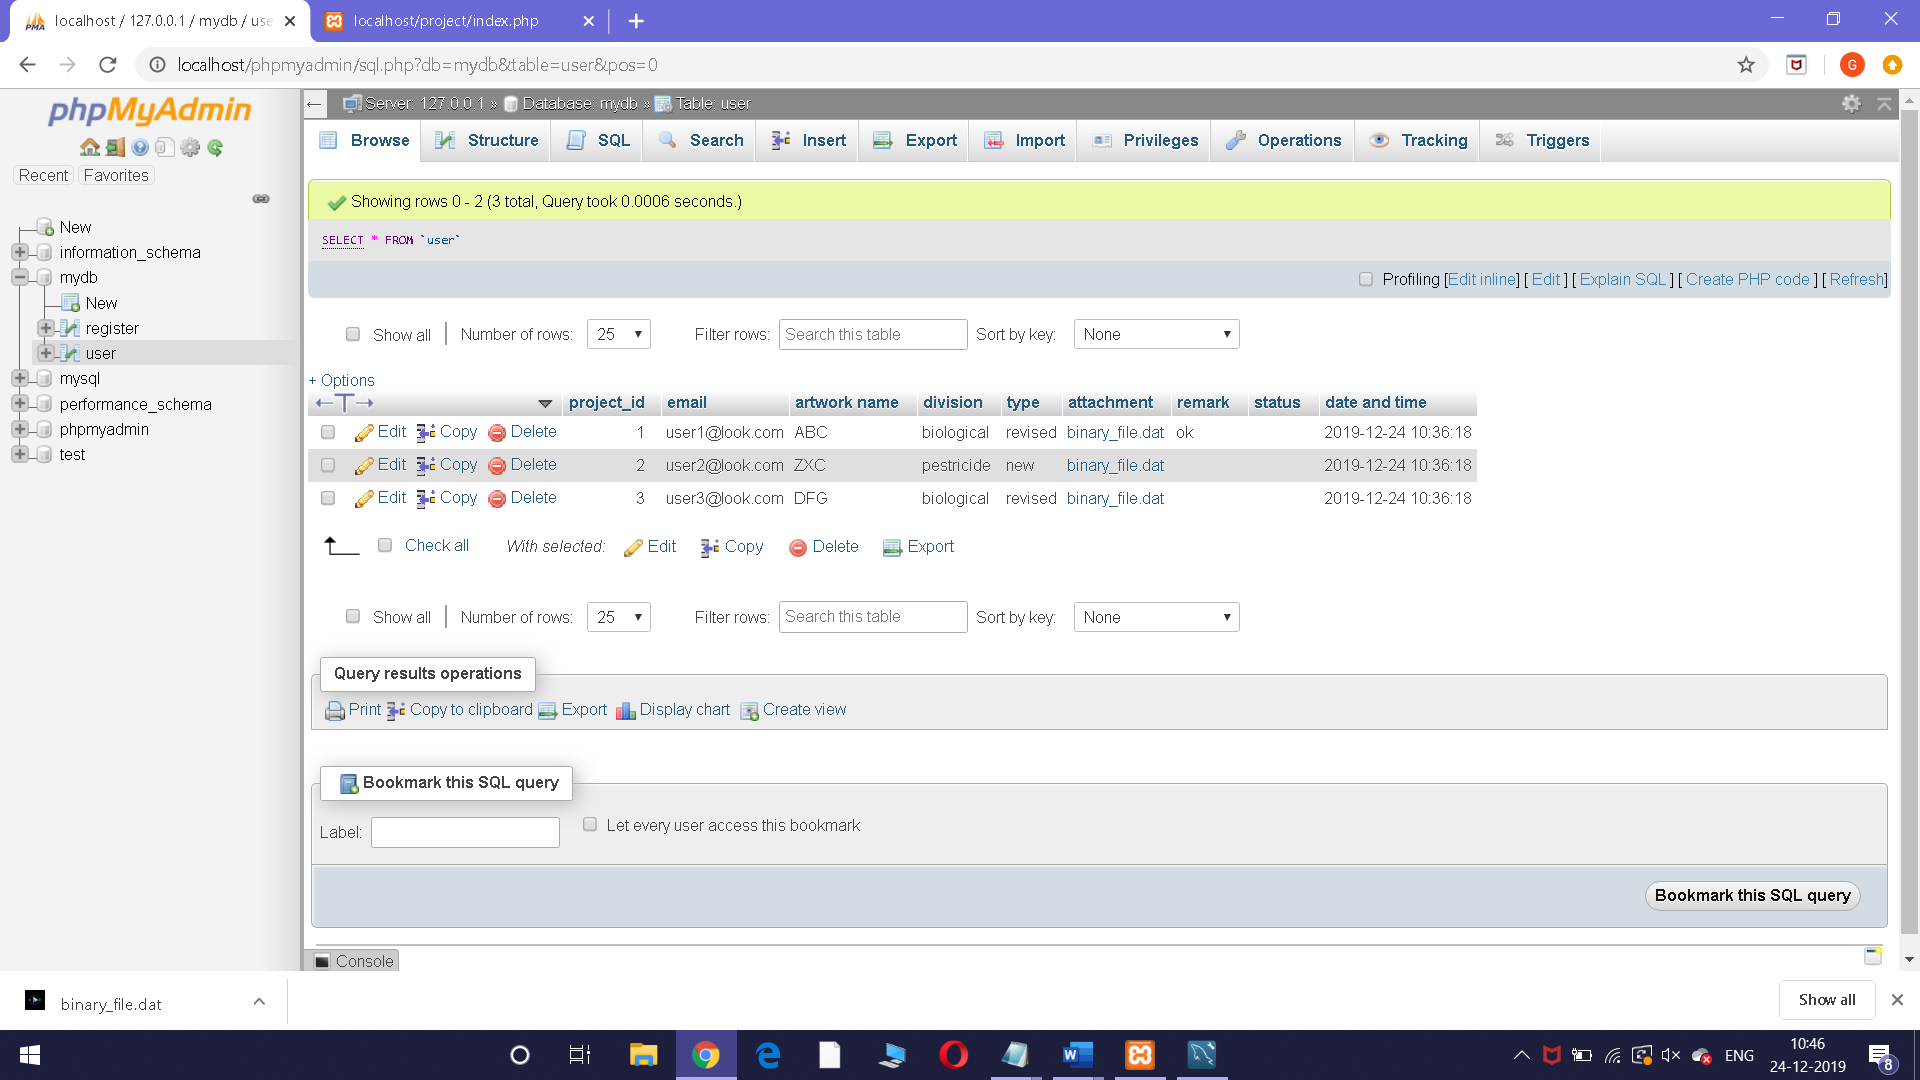 localhost / 127.0.0.1 / mydb / use
localhost/project/index.php
localhost/phpmyadmin/sql.php?db=mydb&table=user&pos=0
G
phpMyAdmin
Recent Favorites
New
information_schema
mydb
New
register
user
mysql
performance_schema
phpmyadmin
test
Server: 127.0.0.1 » Database: mydb » Table: user
Browse Structure SQL Search Insert Export Import Privileges Operations Tracking Triggers
Showing rows 0 - 2 (3 total, Query took 0.0006 seconds.)
SELECT * FROM `user`
Profiling [Edit inline] [ Edit ] [ Explain SQL ] [ Create PHP code ] [ Refresh]
Show all Number of rows: 25 Filter rows: Search this table Sort by key: None
+ Options
←T→ project_id email artwork name division type attachment remark status date and time
Edit Copy Delete 1 user1@look.com ABC biological revised binary_file.dat ok 2019-12-24 10:36:18
Edit Copy Delete 2 user2@look.com ZXC pestricide new binary_file.dat 2019-12-24 10:36:18
Edit Copy Delete 3 user3@look.com DFG biological revised binary_file.dat 2019-12-24 10:36:18
Check all With selected: Edit Copy Delete Export
Show all Number of rows: 25 Filter rows: Search this table Sort by key: None
Query results operations
Print Copy to clipboard Export Display chart Create view
Bookmark this SQL query
Label: Let every user access this bookmark
Bookmark this SQL query
Console
binary_file.dat
Show all
ENG
10:46
24-12-2019
8